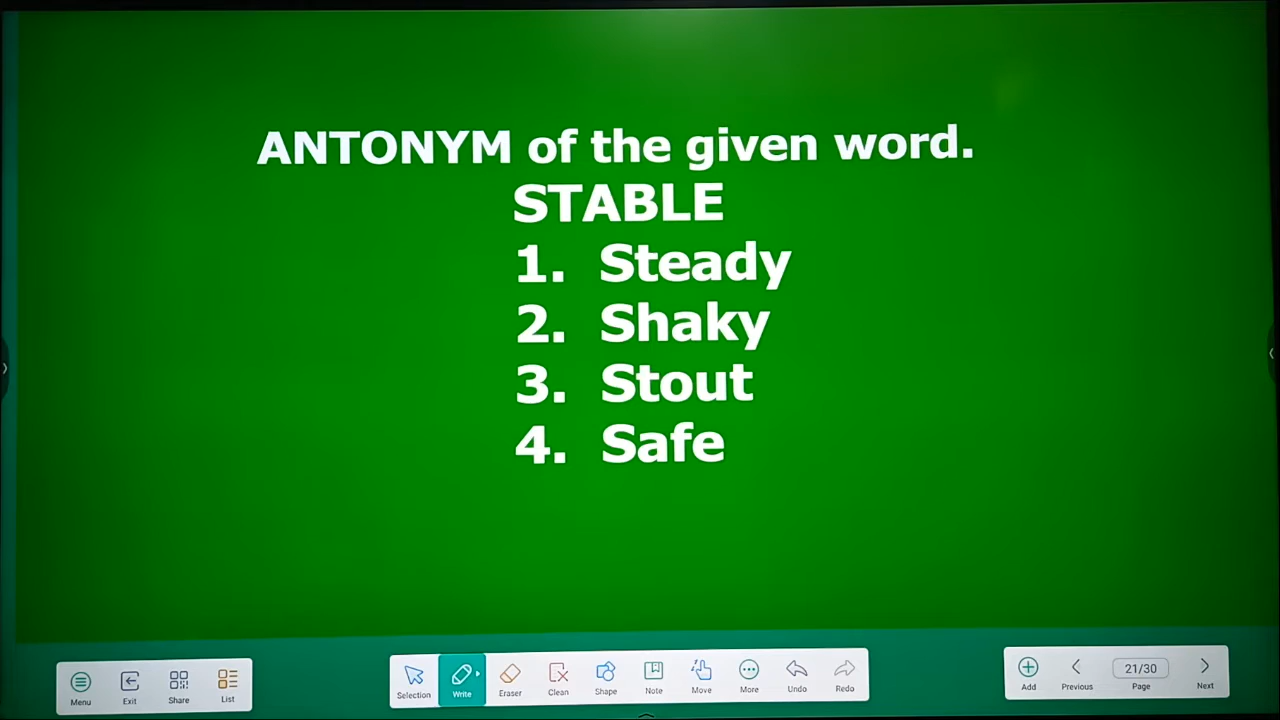 ANTONYM of the given word.
STABLE
1. Steady
2. Shaky
3. Stout
4. Safe
Menu
Exit
Share
List
Selection
Write
Eraser
Clean
Shape
Note
Move
More
Undo
Redo
Add
Previous
21/30
Page
Next